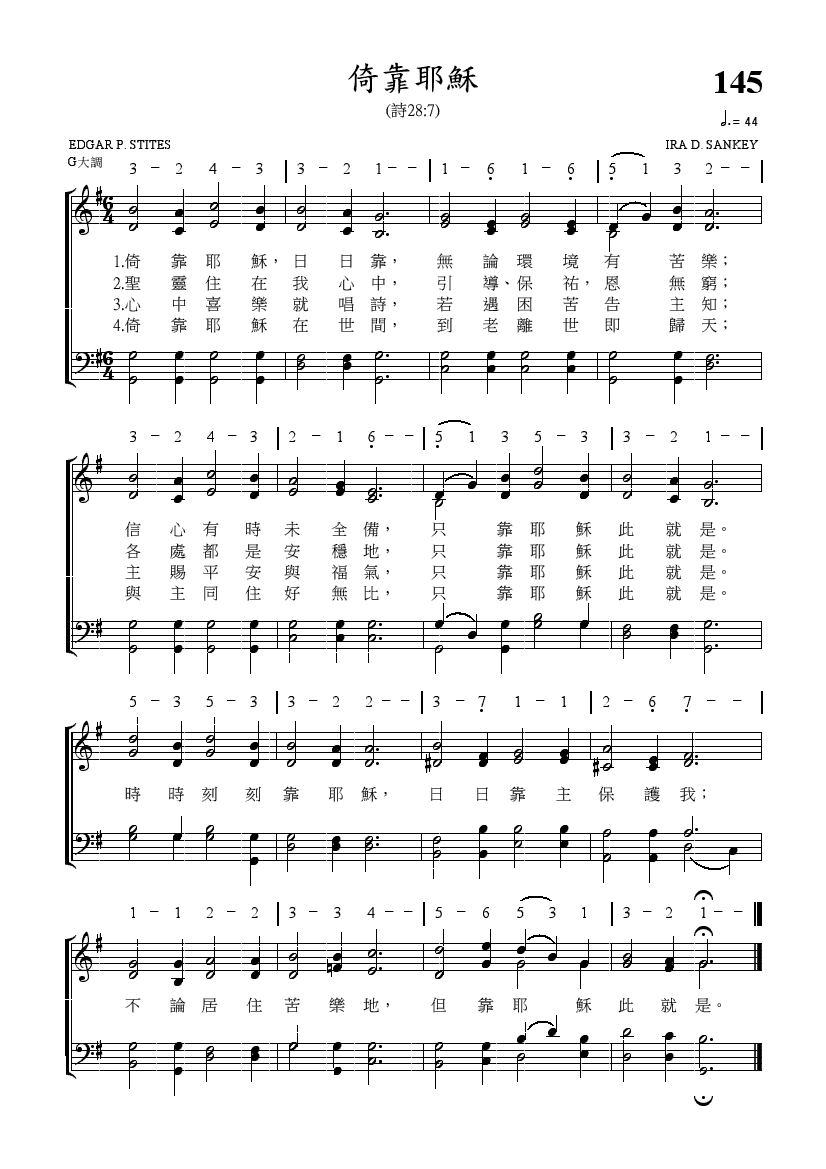 倚靠耶穌
145
(詩28:7)
𝅗𝅥. = 44
EDGAR P. STITES
IRA D. SANKEY
G大調
3 – 2 4 – 3 | 3 – 2 1 – – | 1 – 6̣ 1 – 6̣ | 5̣ 1 3 2 – – |
6/4
1.倚靠耶穌,日日靠, 無論環境有苦樂;
2.聖靈住在我心中, 引導、保祐,恩無窮;
3.心中喜樂就唱詩, 若遇困苦告主知;
4.倚靠耶穌在世間, 到老離世即歸天;
6/4
3 – 2 4 – 3 | 2 – 1 6̣ – – | 5̣ 1 3 5 – 3 | 3 – 2 1 – – |
信心有時未全備, 只靠耶穌此就是。
各處都是安穩地, 只靠耶穌此就是。
主賜平安與福氣, 只靠耶穌此就是。
與主同住好無比, 只靠耶穌此就是。
5 – 3 5 – 3 | 3 – 2 2 – – | 3 – 7̣ 1 – 1 | 2 – 6̣ 7̣ – – |
時時刻刻靠耶穌, 日日靠主保護我;
1 – 1 2 – 2 | 3 – 3 4 – – | 5 – 6 5 3 1 | 3 – 2 1 – – |
不論居住苦樂地, 但靠耶穌此就是。